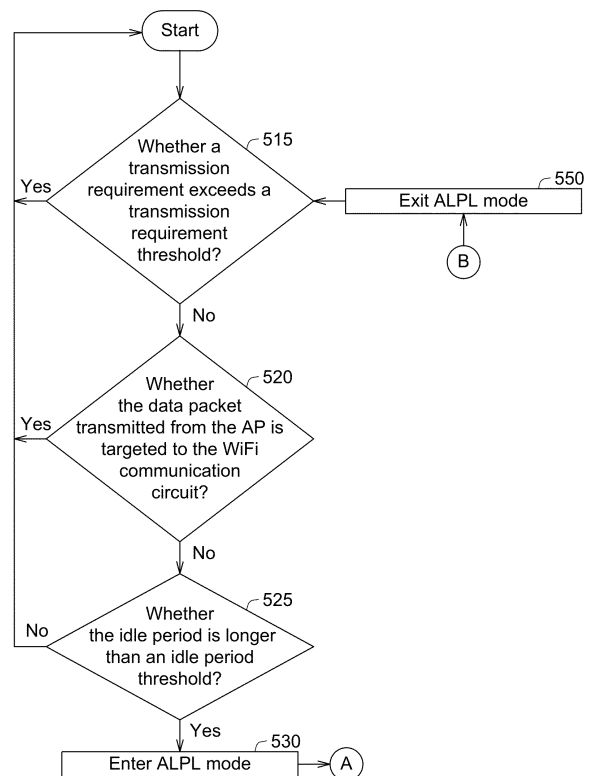 Start
515
Whether a
transmission
requirement exceeds a
transmission
requirement
threshold?
Yes
550
Exit ALPL mode
B
No
520
Whether
the data packet
transmitted from the AP is
targeted to the WiFi
communication
circuit?
Yes
No
525
Whether
the idle period is longer
than an idle period
threshold?
No
Yes
530
Enter ALPL mode
A